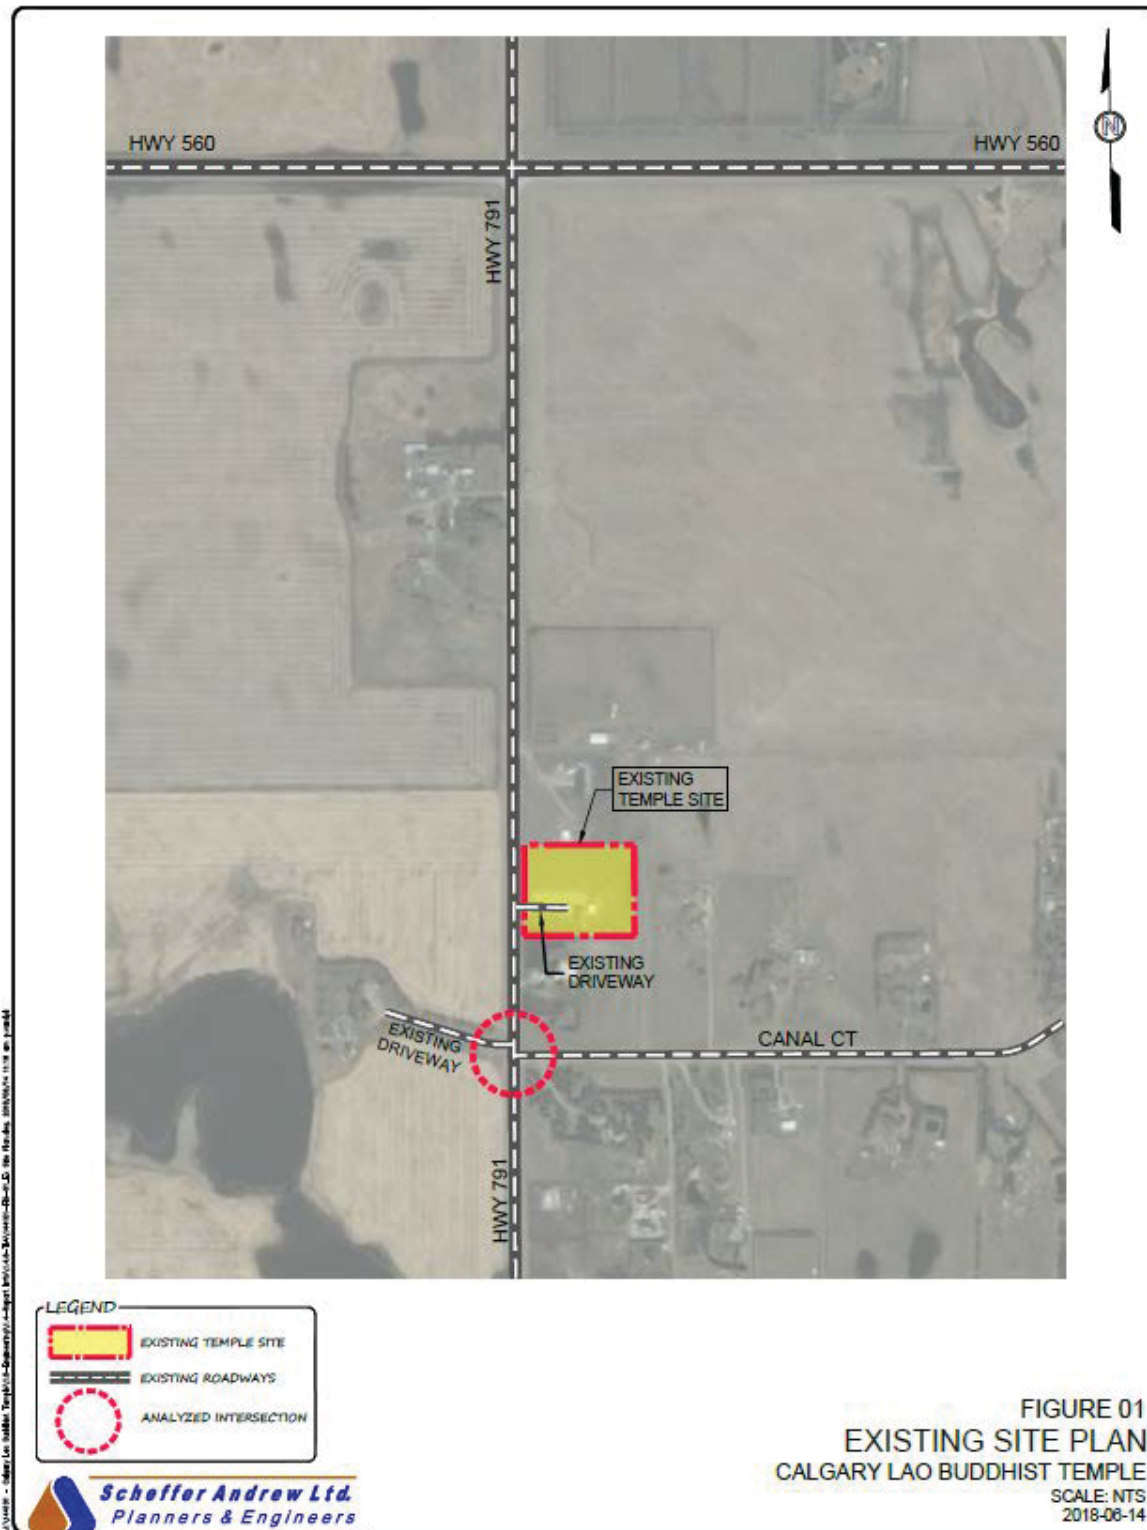 HWY 560
HWY 560
HWY 791
EXISTING
TEMPLE SITE
EXISTING
DRIVEWAY
EXISTING
DRIVEWAY
CANAL CT
HWY 791
N
LEGEND
EXISTING TEMPLE SITE
EXISTING ROADWAYS
ANALYZED INTERSECTION
Scheffer Andrew Ltd.
Planners & Engineers
FIGURE 01
EXISTING SITE PLAN
CALGARY LAO BUDDHIST TEMPLE
SCALE: NTS
2018-06-14